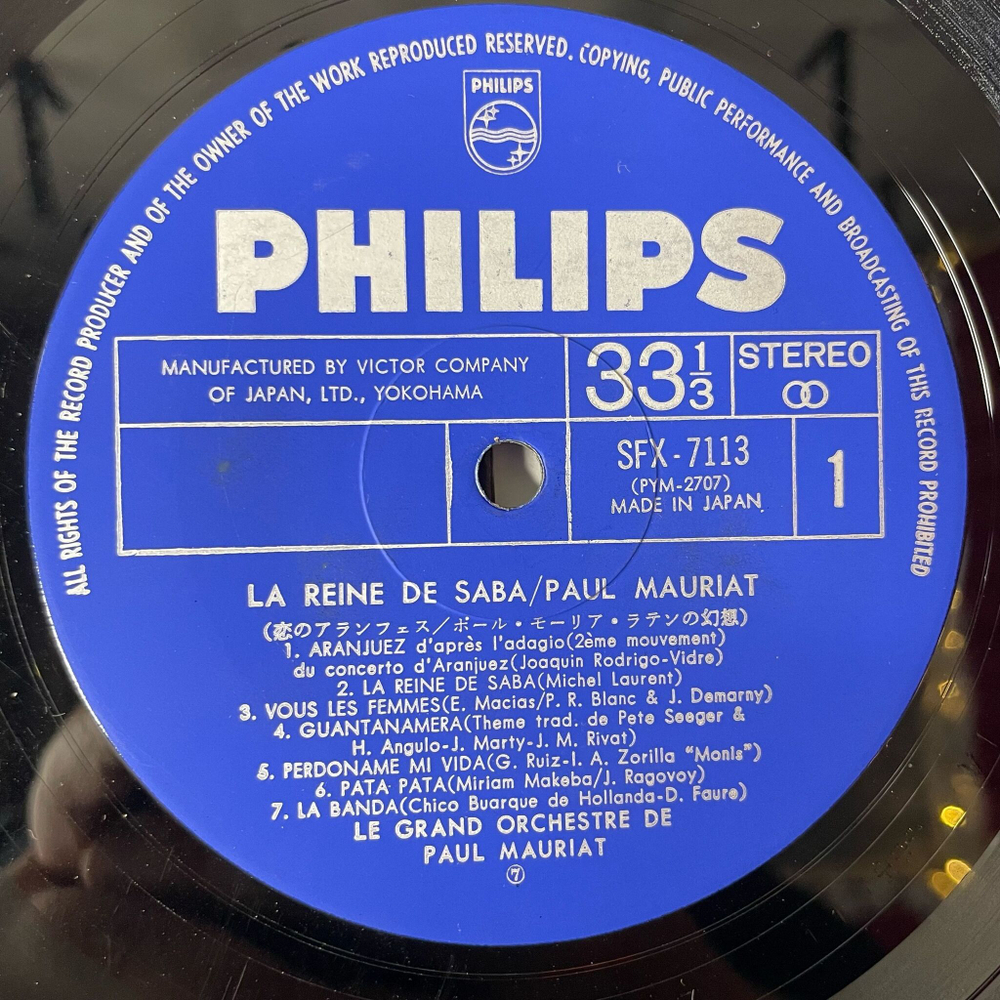 ALL RIGHTS OF THE RECORD PRODUCER AND OF THE OWNER OF THE WORK REPRODUCED RESERVED. COPYING, PUBLIC PERFORMANCE AND BROADCASTING OF THIS RECORD PROHIBITED
PHILIPS
PHILIPS
MANUFACTURED BY VICTOR COMPANY
OF JAPAN, LTD., YOKOHAMA
33 1/3
STEREO
SFX-7113
(PYM-2707)
MADE IN JAPAN
1
LA REINE DE SABA/PAUL MAURIAT
(恋のアランフェス/ポール・モーリア・ラテンの幻想)
1. ARANJUEZ d'après l'adagio(2ème mouvement)
du concerto d'Aranjuez(Joaquin Rodrigo-Vidre)
2. LA REINE DE SABA(Michel Laurent)
3. VOUS LES FEMMES(E. Macias/P. R. Blanc & J. Demarny)
4. GUANTANAMERA(Theme trad. de Pete Seeger &
H. Angulo-J. Marty-J. M. Rivat)
5. PERDONAME MI VIDA(G. Ruiz-I. A. Zorilla "Monis")
6. PATA PATA(Miriam Makeba/J. Ragovoy)
7. LA BANDA(Chico Buarque de Hollanda-D. Faure)
LE GRAND ORCHESTRE DE
PAUL MAURIAT
⑦